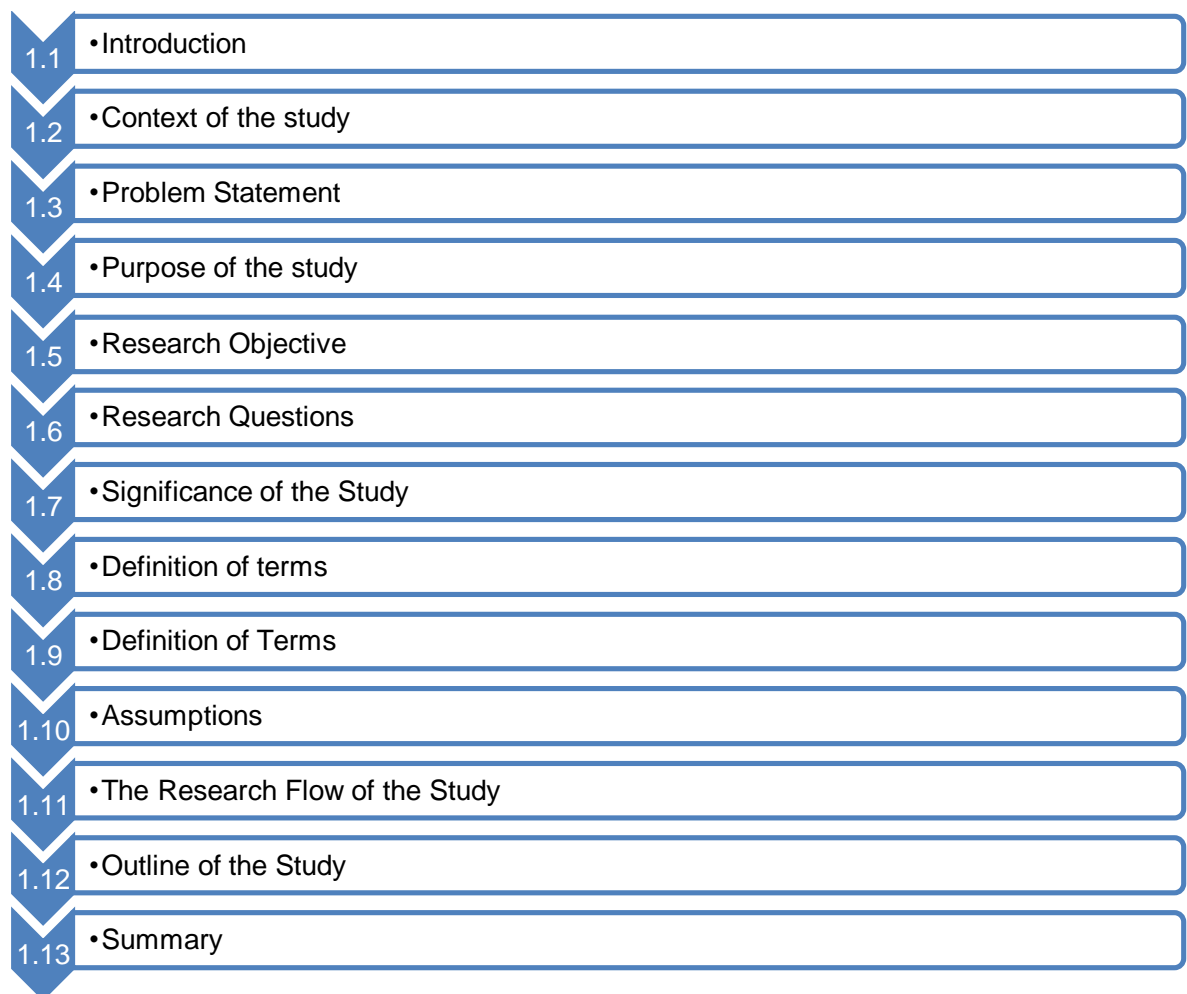 1.1 •Introduction
1.2 •Context of the study
1.3 •Problem Statement
1.4 •Purpose of the study
1.5 •Research Objective
1.6 •Research Questions
1.7 •Significance of the Study
1.8 •Definition of terms
1.9 •Definition of Terms
1.10 •Assumptions
1.11 •The Research Flow of the Study
1.12 •Outline of the Study
1.13 •Summary